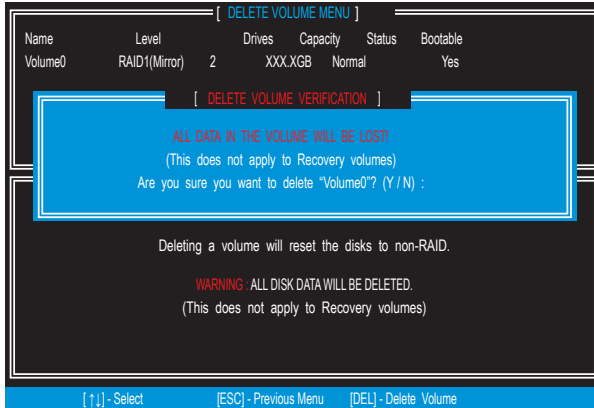 [ DELETE VOLUME MENU ]
Name Level Drives Capacity Status Bootable
Volume0 RAID1(Mirror) 2 XXX.XGB Normal Yes
[ DELETE VOLUME VERIFICATION ]
ALL DATA IN THE VOLUME WILL BE LOST!
(This does not apply to Recovery volumes)
Are you sure you want to delete “Volume0”? (Y / N) :
Deleting a volume will reset the disks to non-RAID.
WARNING : ALL DISK DATA WILL BE DELETED.
(This does not apply to Recovery volumes)
[ ↑↓] - Select [ESC] - Previous Menu [DEL] - Delete Volume